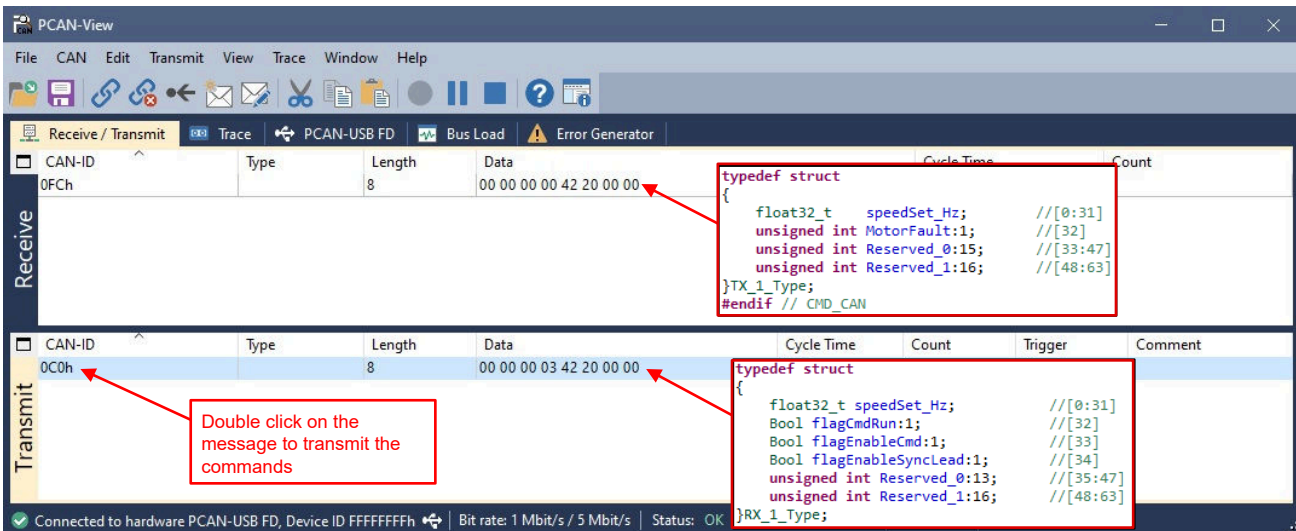 PCAN-View
File CAN Edit Transmit View Trace Window Help
Receive / Transmit Trace PCAN-USB FD Bus Load Error Generator
CAN-ID Type Length Data Cycle Time Count
0FCh 8 00 00 00 00 42 20 00 00
Receive
typedef struct
{
float32_t speedSet_Hz; //[0:31]
unsigned int MotorFault:1; //[32]
unsigned int Reserved_0:15; //[33:47]
unsigned int Reserved_1:16; //[48:63]
}TX_1_Type;
#endif // CMD_CAN
CAN-ID Type Length Data Cycle Time Count Trigger Comment
0C0h 8 00 00 00 03 42 20 00 00
Transmit
Double click on the
message to transmit the
commands
typedef struct
{
float32_t speedSet_Hz; //[0:31]
Bool flagCmdRun:1; //[32]
Bool flagEnableCmd:1; //[33]
Bool flagEnableSyncLead:1; //[34]
unsigned int Reserved_0:13; //[35:47]
unsigned int Reserved_1:16; //[48:63]
}RX_1_Type;
Connected to hardware PCAN-USB FD, Device ID FFFFFFFFh Bit rate: 1 Mbit/s / 5 Mbit/s Status: OK